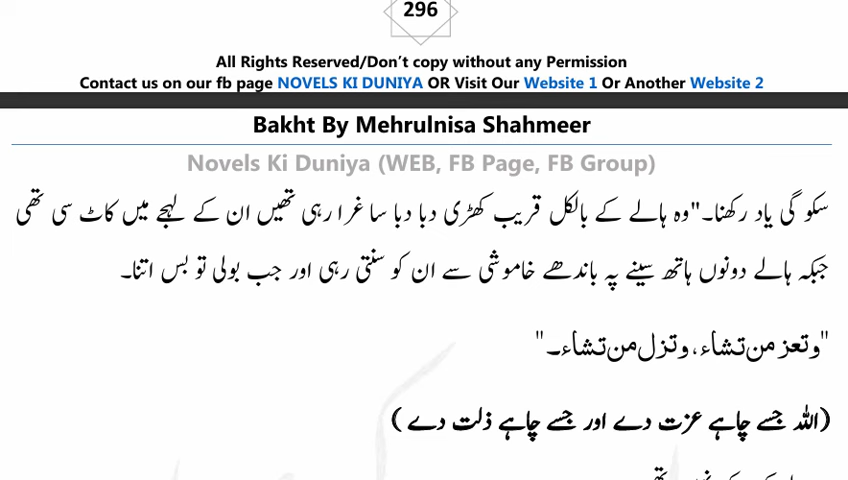 296
All Rights Reserved/Don’t copy without any Permission
Contact us on our fb page NOVELS KI DUNIYA OR Visit Our Website 1 Or Another Website 2
Bakht By Mehrulnisa Shahmeer
Novels Ki Duniya (WEB, FB Page, FB Group)
سکو گی یاد رکھنا۔"وہ ہالے کے بالکل قریب کھڑی دبا دبا سا غرا رہی تھیں ان کے لہجے میں کاٹ سی تھی
جبکہ ہالے دونوں ہاتھ سینے پہ باندھے خاموشی سے ان کو سنتی رہی اور جب بولی تو بس اتنا۔
"وتعز من تشاء، وتزل من تشاء۔"
(اللہ جسے چاہے عزت دے اور جسے چاہے ذلت دے )